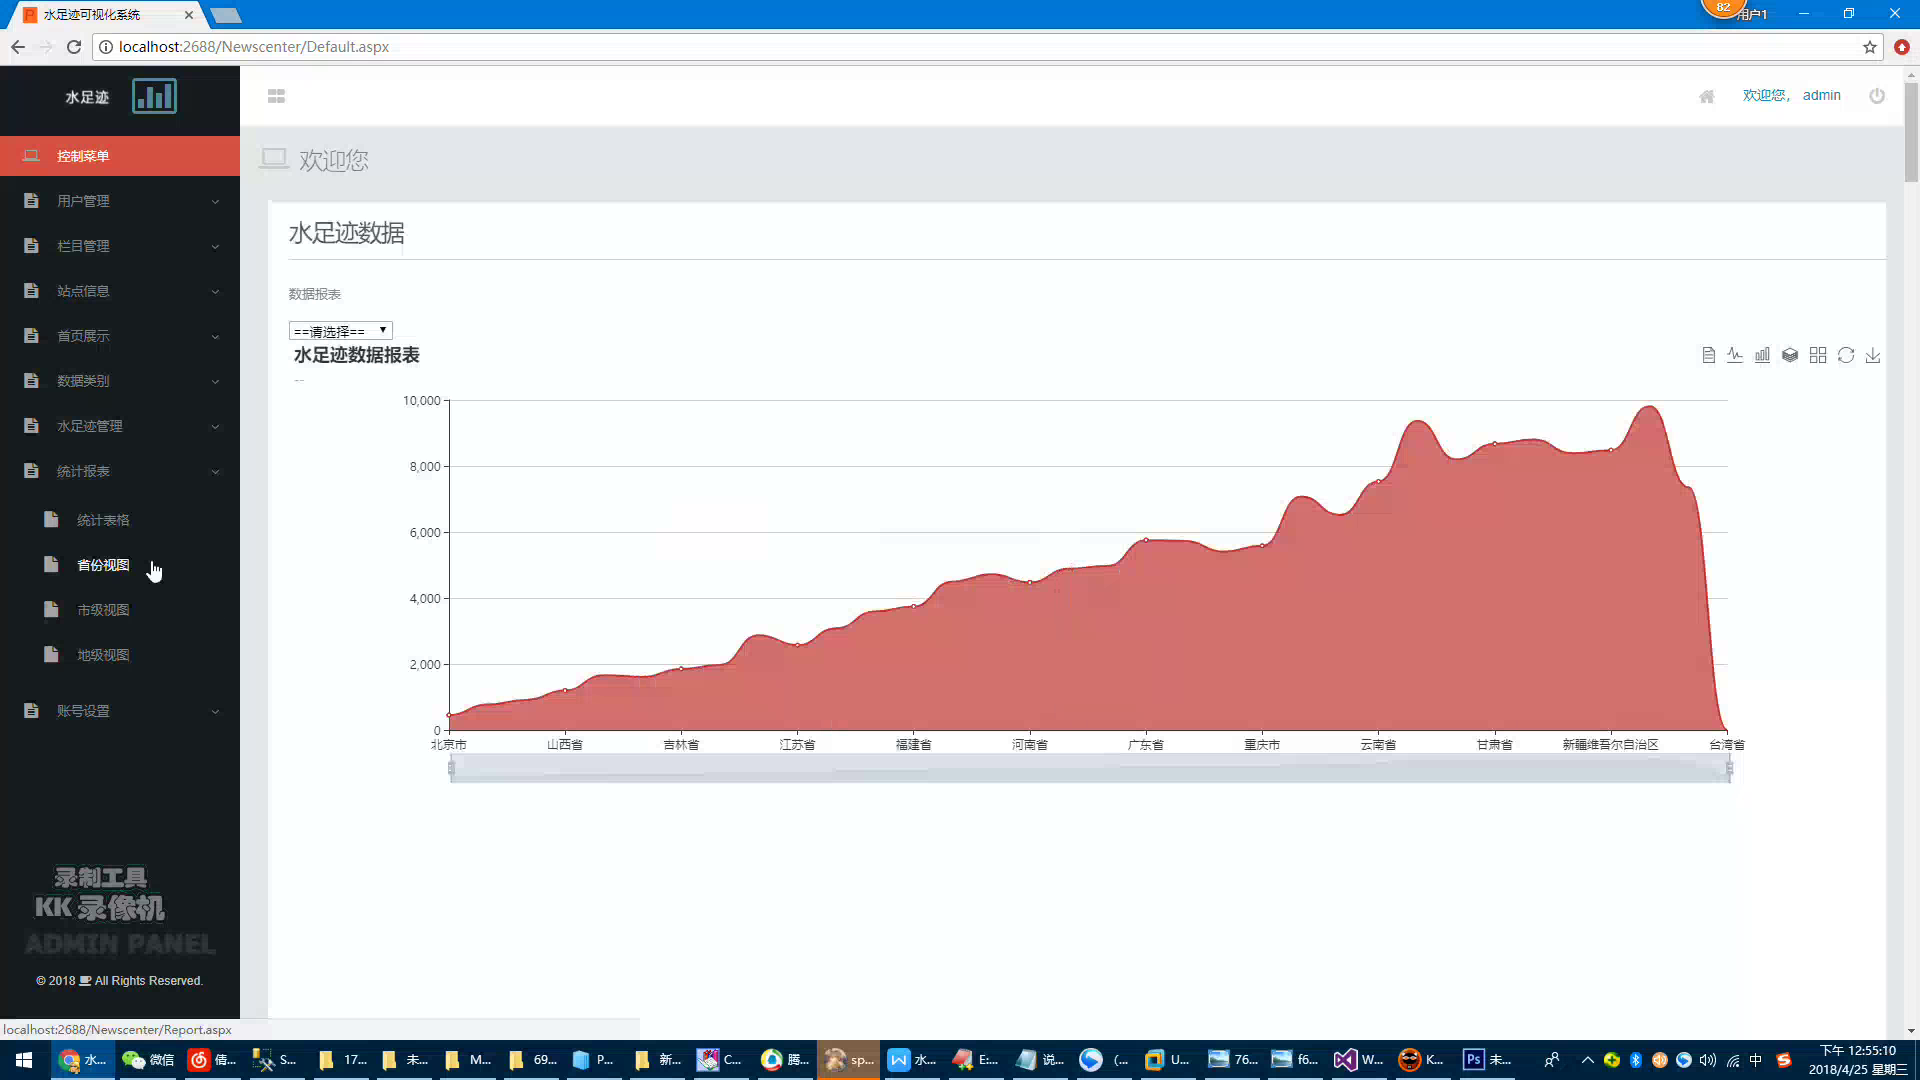 水足迹可视化系统
82
用户1
localhost:2688/Newscenter/Default.aspx
水足迹
欢迎您， admin
控制菜单
用户管理
栏目管理
站点信息
首页展示
数据类别
水足迹管理
统计报表
统计表格
省份视图
市级视图
地级视图
账号设置
录制工具
KK 录像机
ADMIN PANEL
© 2018 All Rights Reserved.
欢迎您
水足迹数据
数据报表
==请选择==
水足迹数据报表
--
10,000
8,000
6,000
4,000
2,000
0
北京市 山西省 吉林省 江苏省 福建省 河南省 广东省 重庆市 云南省 甘肃省 新疆维吾尔自治区 台湾省
localhost:2688/Newscenter/Report.aspx
水... 微信 倩... S... 17... 未... M... 69... P... 新... C... 腾... sp... 水... E:... 说... (... U... 76... f6... W... K... Ps 未... 中
下午 12:55:10
2018/4/25 星期三